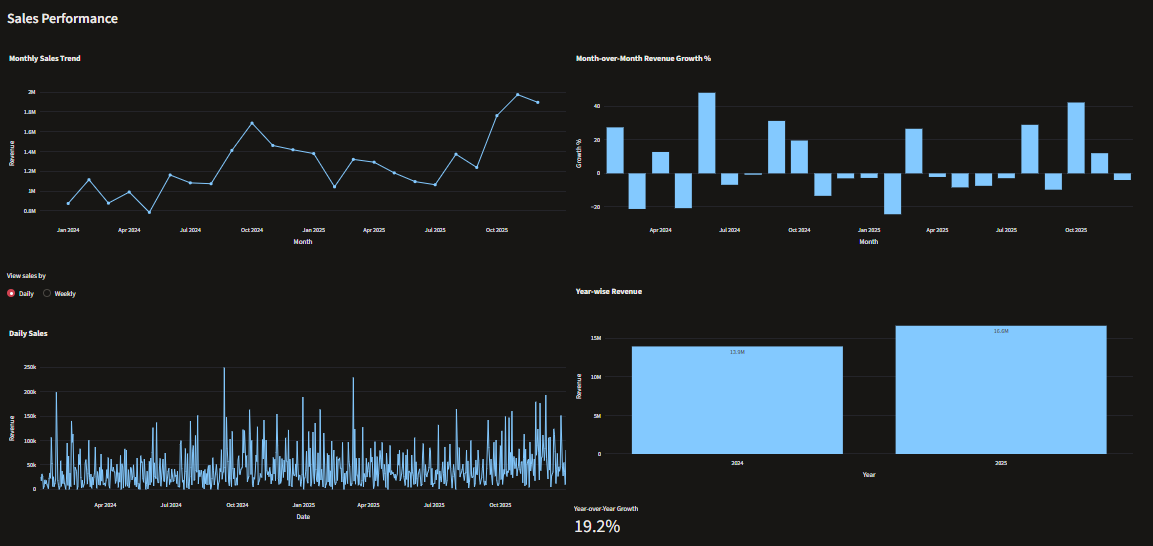 Sales Performance
Monthly Sales Trend
2M
1.8M
1.6M
1.4M
1.2M
1M
0.8M
Revenue
Jan 2024 Apr 2024 Jul 2024 Oct 2024 Jan 2025 Apr 2025 Jul 2025 Oct 2025
Month
Month-over-Month Revenue Growth %
40
20
0
−20
Growth %
Apr 2024 Jul 2024 Oct 2024 Jan 2025 Apr 2025 Jul 2025 Oct 2025
Month
View sales by
Daily Weekly
Daily Sales
250k
200k
150k
100k
50k
0
Revenue
Apr 2024 Jul 2024 Oct 2024 Jan 2025 Apr 2025 Jul 2025 Oct 2025
Date
Year-wise Revenue
15M
10M
5M
0
Revenue
13.9M 16.6M
2024 2025
Year
Year-over-Year Growth
19.2%